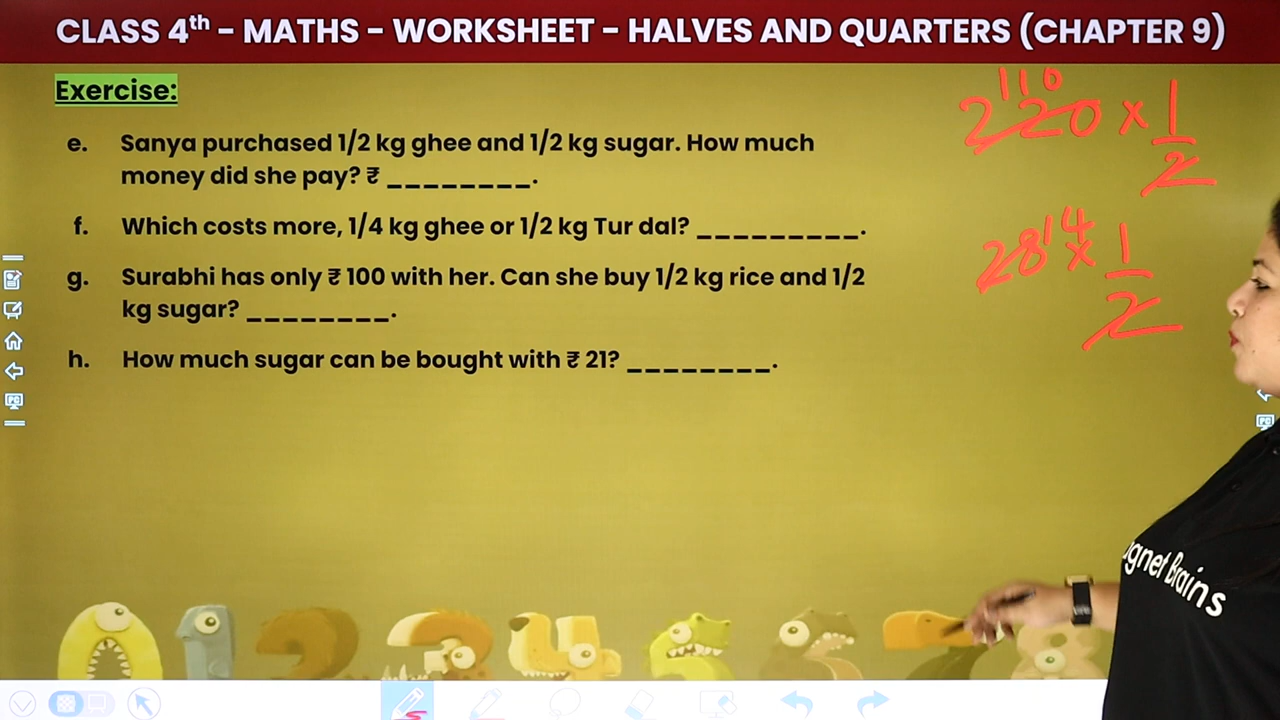 CLASS 4th - MATHS - WORKSHEET - HALVES AND QUARTERS (CHAPTER 9)
Exercise:
e. Sanya purchased 1/2 kg ghee and 1/2 kg sugar. How much
money did she pay? ₹ ________.
f. Which costs more, 1/4 kg ghee or 1/2 kg Tur dal? _________.
g. Surabhi has only ₹ 100 with her. Can she buy 1/2 kg rice and 1/2
kg sugar? ________.
h. How much sugar can be bought with ₹ 21? ________.
110
220 × 1/2
14
28 × 1/2
gnet Brains